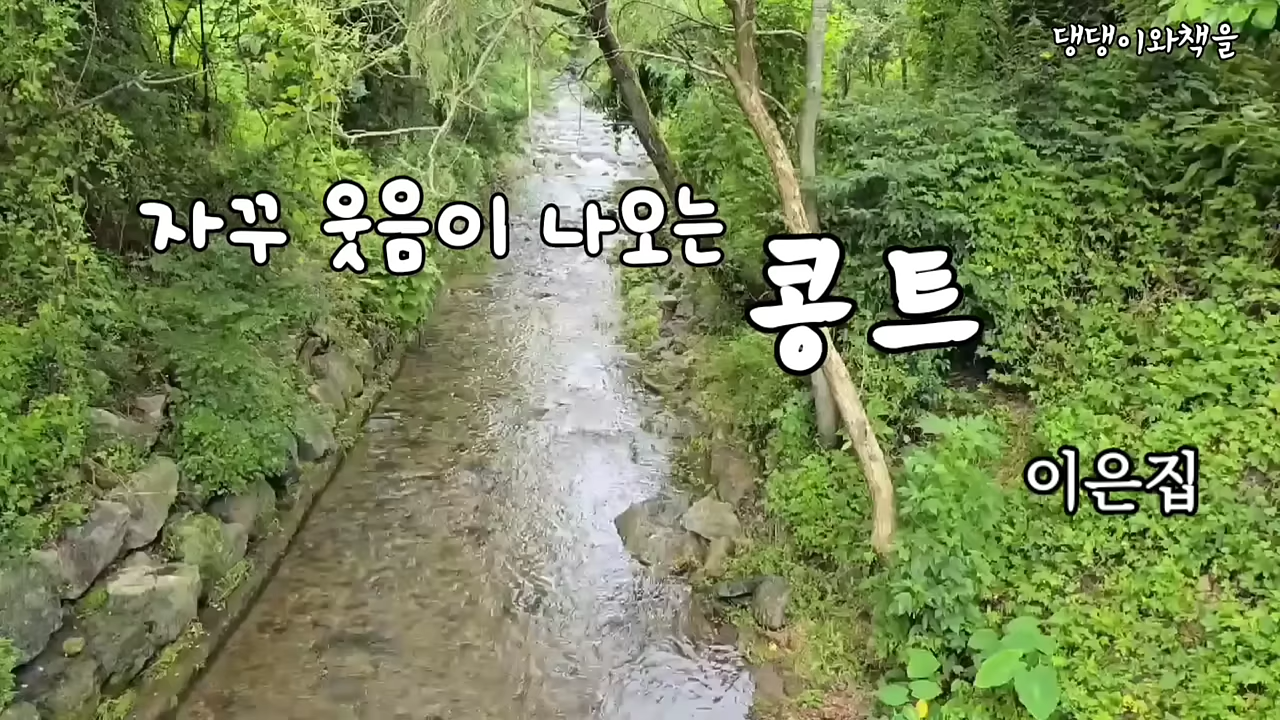 댕댕이와책을
자꾸 웃음이 나오는
콩트
이은집